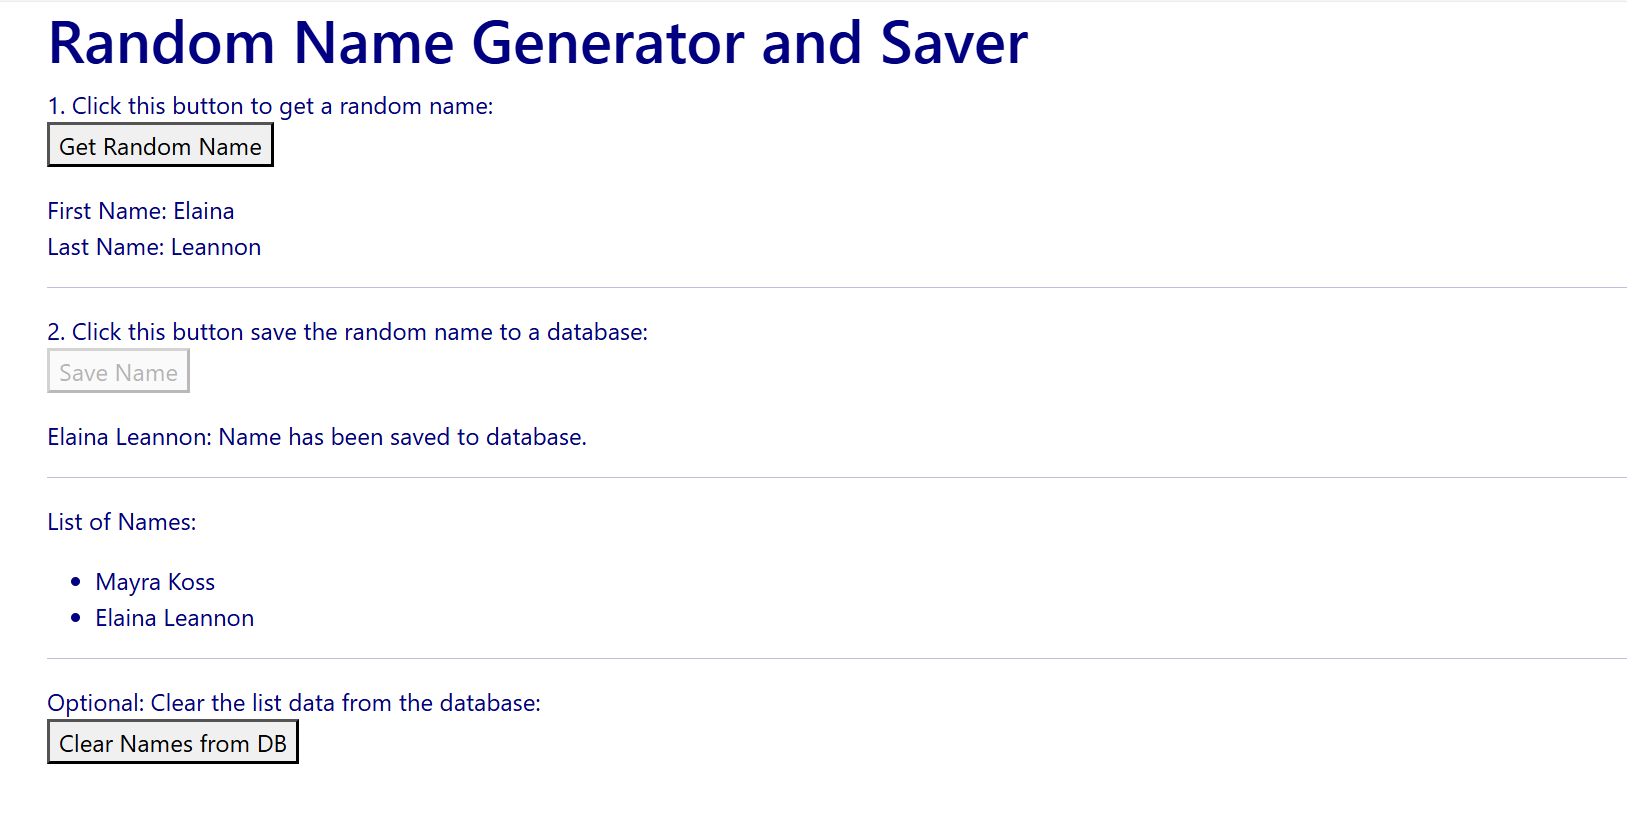 Random Name Generator and Saver
1. Click this button to get a random name:
Get Random Name
First Name: Elaina
Last Name: Leannon
2. Click this button save the random name to a database:
Save Name
Elaina Leannon: Name has been saved to database.
List of Names:
• Mayra Koss
• Elaina Leannon
Optional: Clear the list data from the database:
Clear Names from DB